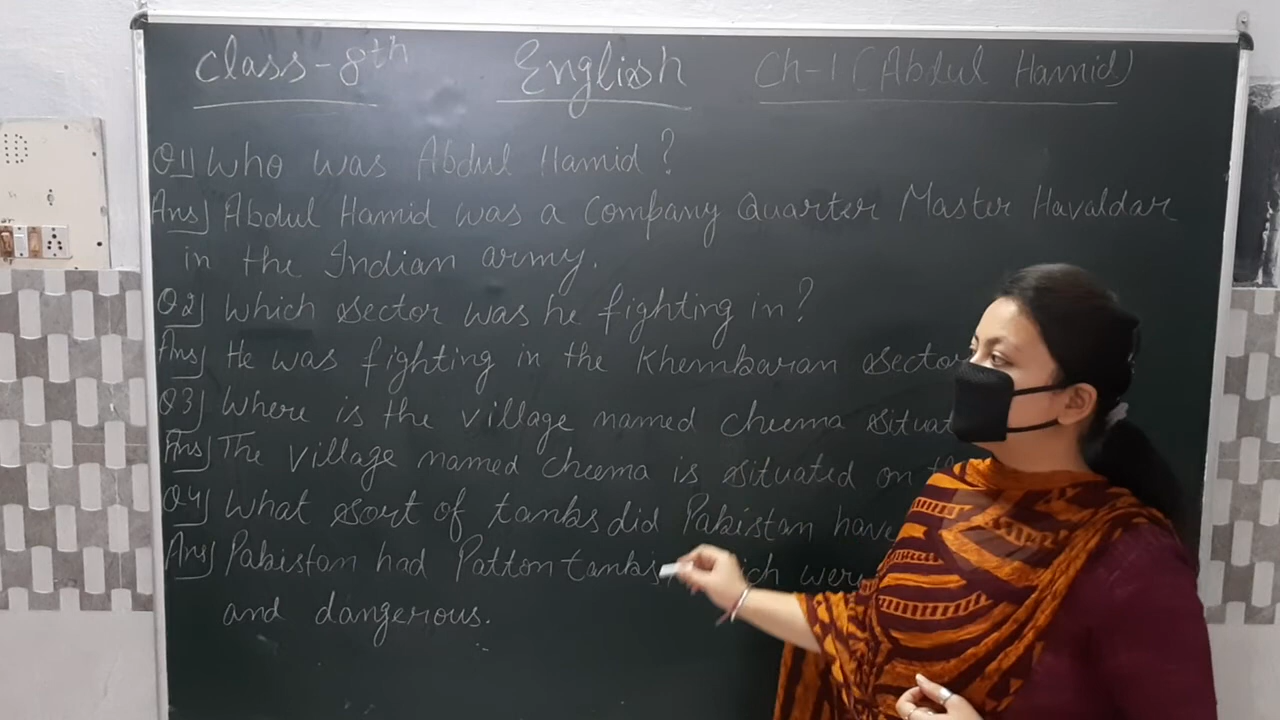 Class-8th English Ch-1 (Abdul Hamid)
Q1] Who was Abdul Hamid?
Ans] Abdul Hamid was a Company Quarter Master Havaldar
in the Indian army.
Q2] Which sector was he fighting in?
Ans] He was fighting in the Khembaran sector
Q3] Where is the village named cheema
Ans] The village named cheema is situated on
Q4] What sort of tanks did Pakistan have
Ans] Pakistan had Patton tanks
and dangerous.